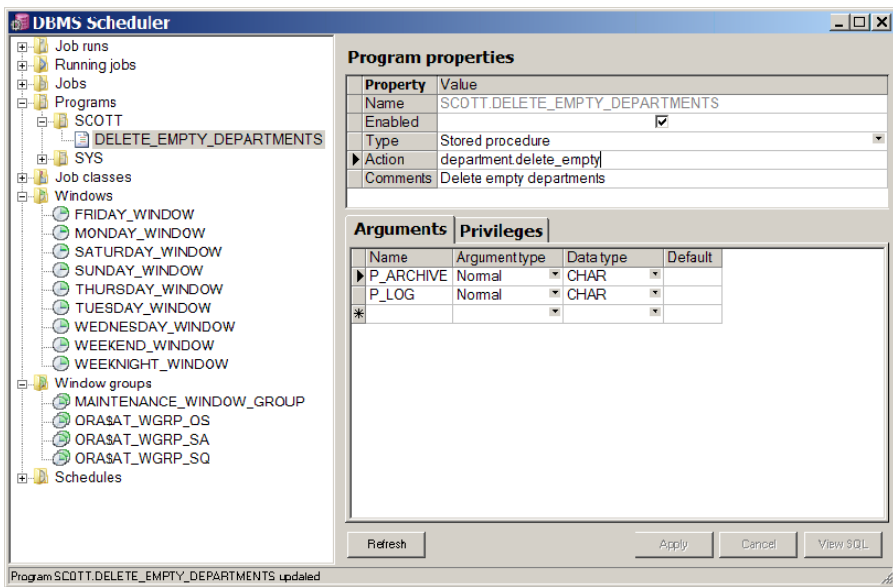 DBMS Scheduler
Job runs
Running jobs
Jobs
Programs
SCOTT
DELETE_EMPTY_DEPARTMENTS
SYS
Job classes
Windows
FRIDAY_WINDOW
MONDAY_WINDOW
SATURDAY_WINDOW
SUNDAY_WINDOW
THURSDAY_WINDOW
TUESDAY_WINDOW
WEDNESDAY_WINDOW
WEEKEND_WINDOW
WEEKNIGHT_WINDOW
Window groups
MAINTENANCE_WINDOW_GROUP
ORA$AT_WGRP_OS
ORA$AT_WGRP_SA
ORA$AT_WGRP_SQ
Schedules
Program properties
Property Value
Name SCOTT.DELETE_EMPTY_DEPARTMENTS
Enabled
Type Stored procedure
Action department.delete_empty
Comments Delete empty departments
Arguments Privileges
Name Argument type Data type Default
P_ARCHIVE Normal CHAR
P_LOG Normal CHAR
Refresh Apply Cancel View SQL
Program SCOTT.DELETE_EMPTY_DEPARTMENTS updated